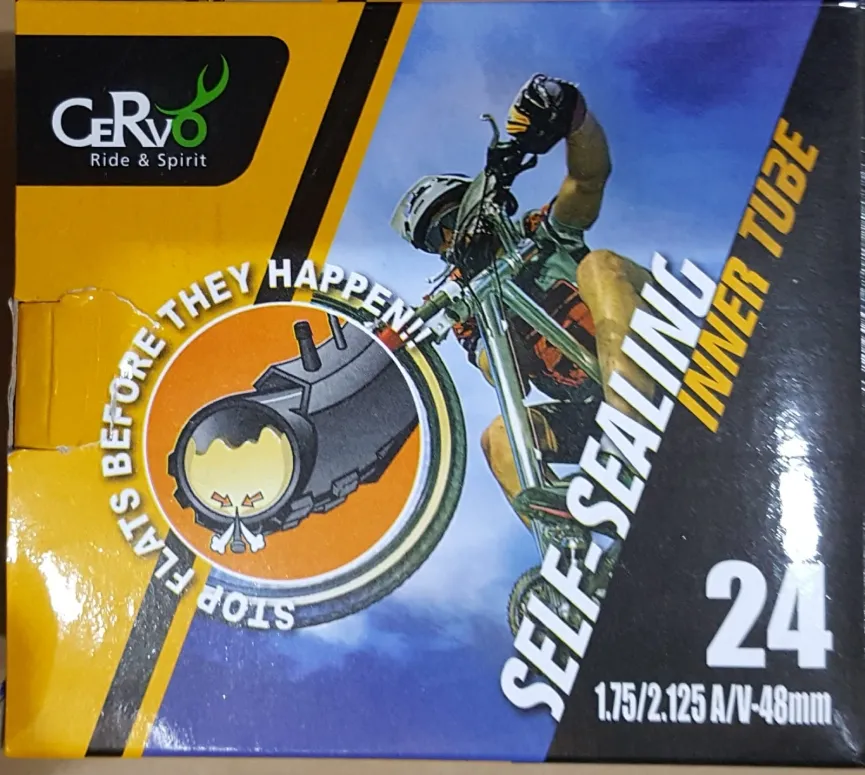 CERVO
Ride & Spirit
STOP FLATS BEFORE THEY HAPPEN!!
SELF-SEALING
INNER TUBE
24
1.75/2.125 A/V-48mm